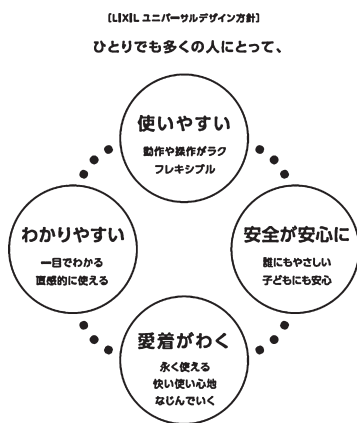 ［LIXIL ユニバーサルデザイン方針］
ひとりでも多くの人にとって、
使いやすい
動作や操作がラク
フレキシブル
わかりやすい
一目でわかる
直感的に使える
安全が安心に
誰にもやさしい
子どもにも安心
愛着がわく
永く使える
快い使い心地
なじんでいく